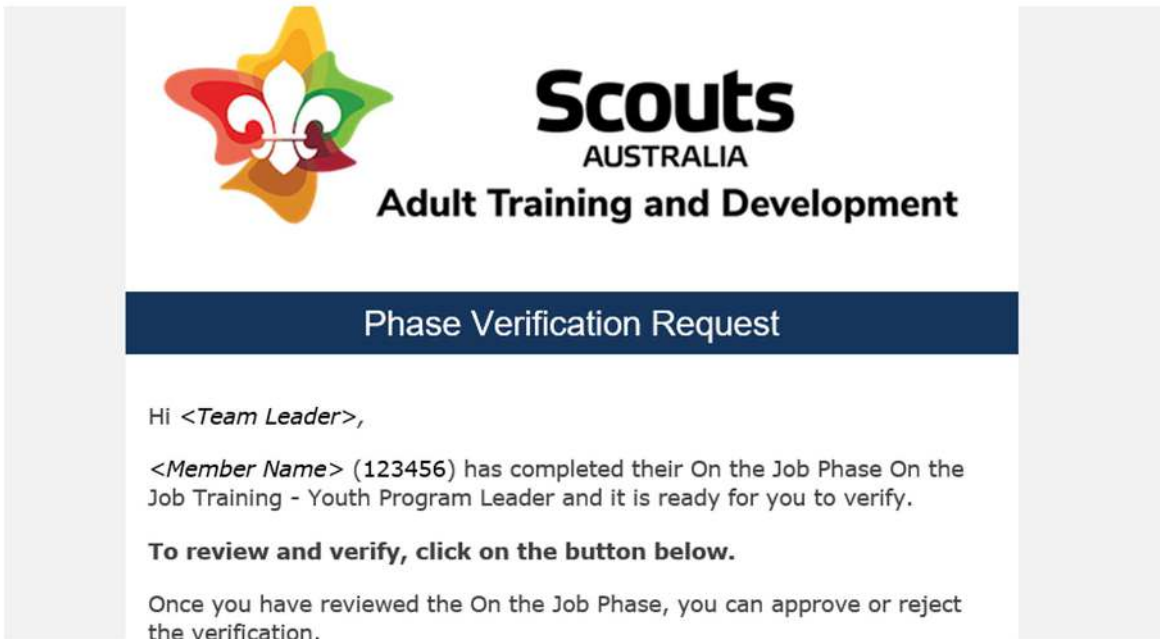 Scouts
AUSTRALIA
Adult Training and Development
Phase Verification Request
Hi <Team Leader>,
<Member Name> (123456) has completed their On the Job Phase On the
Job Training - Youth Program Leader and it is ready for you to verify.
To review and verify, click on the button below.
Once you have reviewed the On the Job Phase, you can approve or reject
the verification.